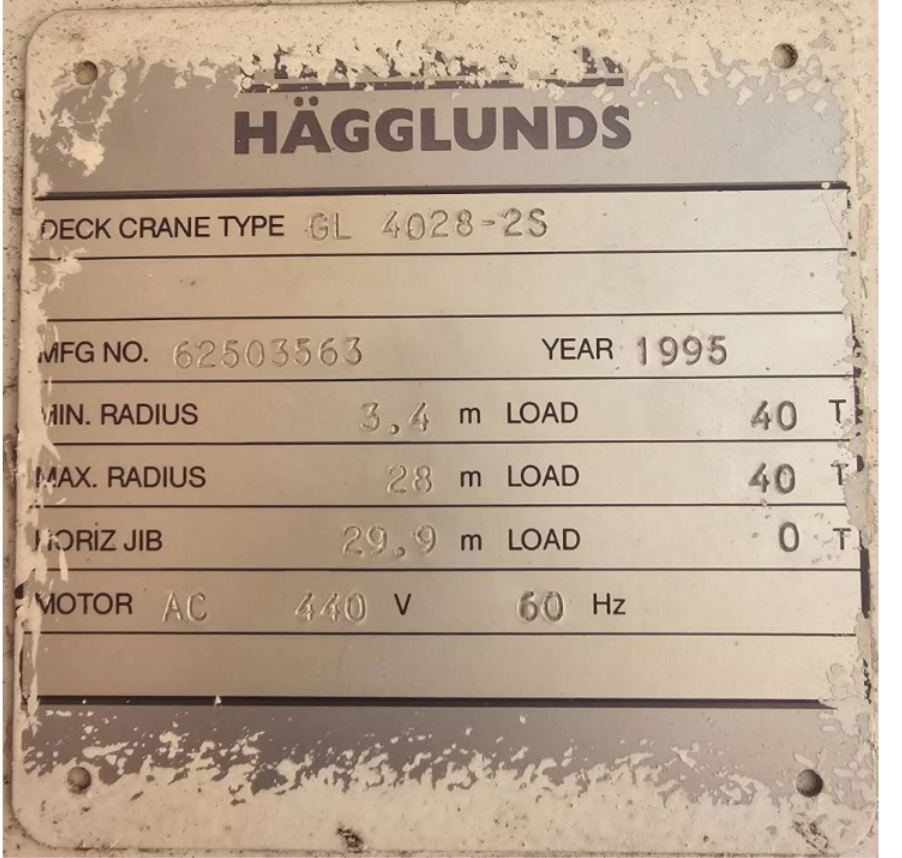 HÄGGLUNDS
DECK CRANE TYPE GL 4028-2S
MFG NO. 62503563 YEAR 1995
MIN. RADIUS 3,4 m LOAD 40 T
MAX. RADIUS 28 m LOAD 40 T
HORIZ JIB 29,9 m LOAD 0 T
MOTOR AC 440 V 60 Hz